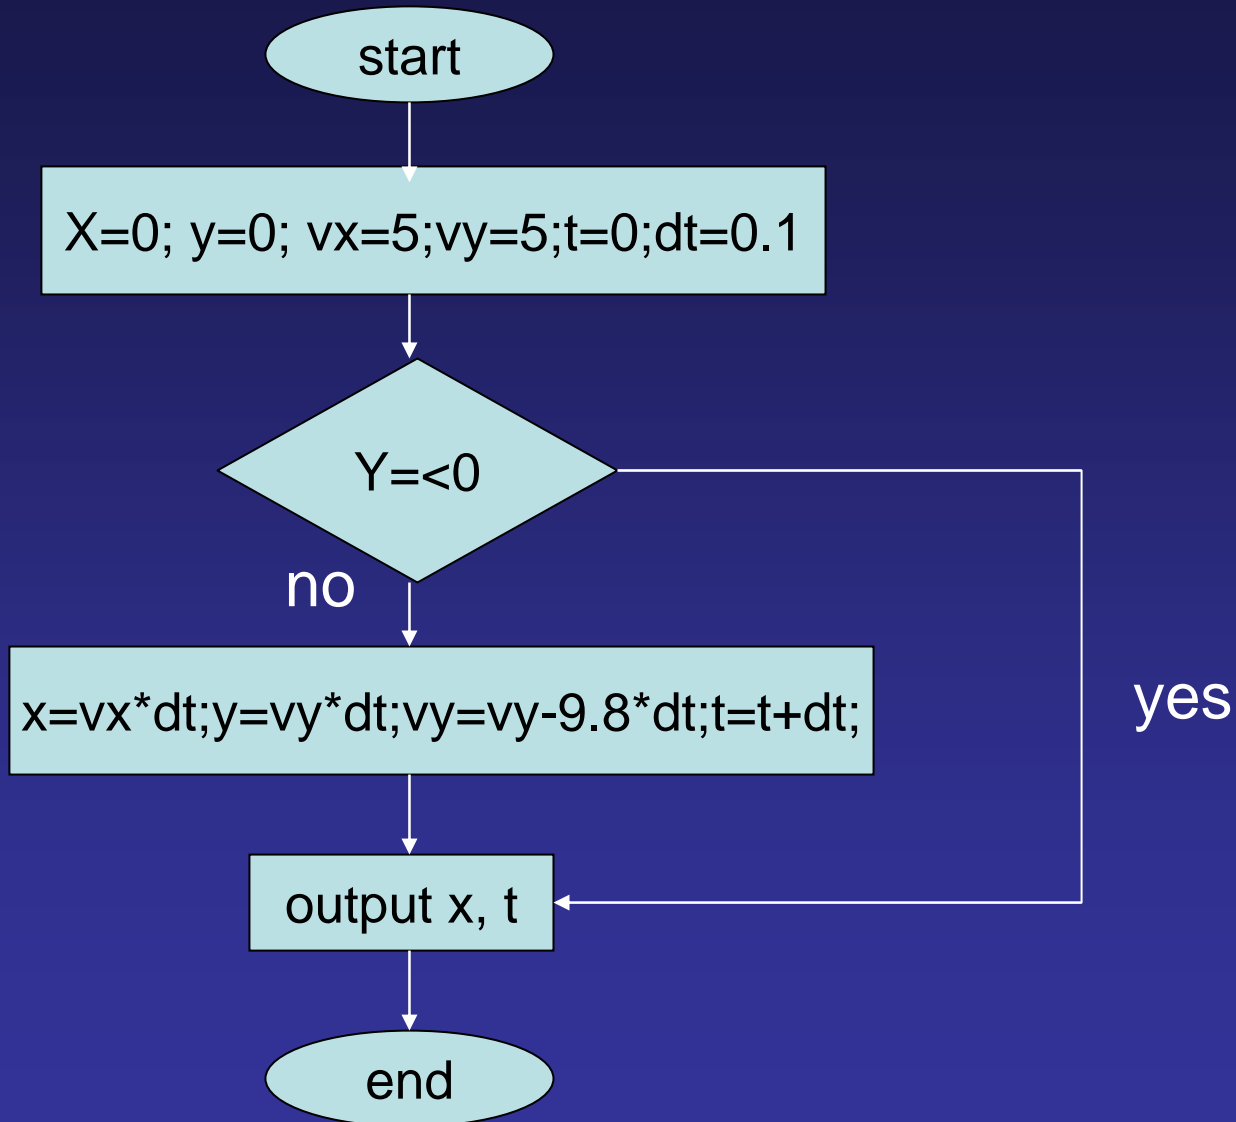 start
X=0; y=0; vx=5;vy=5;t=0;dt=0.1
Y=<0
no
x=vx*dt;y=vy*dt;vy=vy-9.8*dt;t=t+dt;
yes
output x, t
end